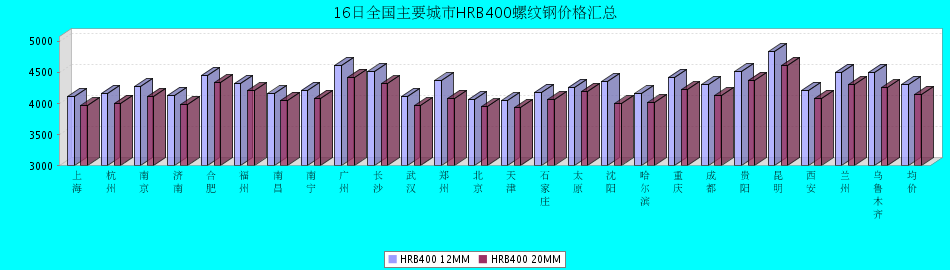 16日全国主要城市HRB400螺纹钢价格汇总
5000
4500
4000
3500
3000
上海
杭州
南京
济南
合肥
福州
南昌
南宁
广州
长沙
武汉
郑州
北京
天津
石家庄
太原
沈阳
哈尔滨
重庆
成都
贵阳
昆明
西安
兰州
乌鲁木齐
均价
HRB400 12MM
HRB400 20MM